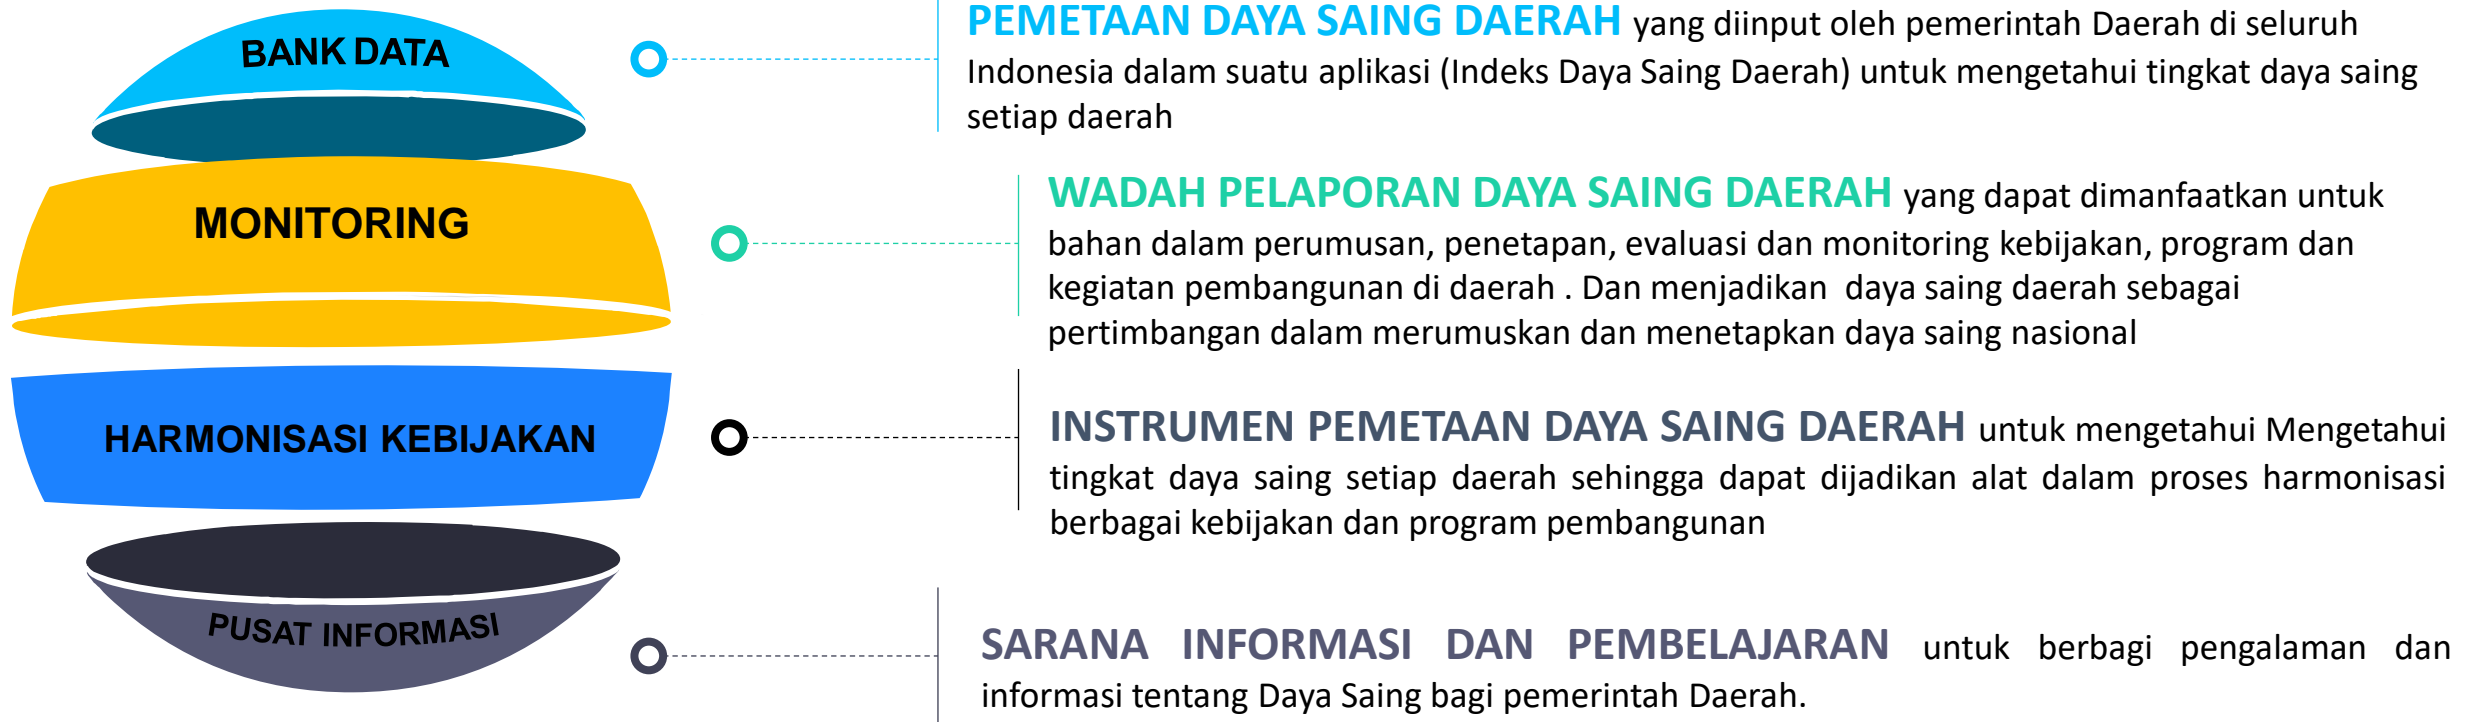 BANK DATA
PEMETAAN DAYA SAING DAERAH yang diinput oleh pemerintah Daerah di seluruh
Indonesia dalam suatu aplikasi (Indeks Daya Saing Daerah) untuk mengetahui tingkat daya saing
setiap daerah
MONITORING
WADAH PELAPORAN DAYA SAING DAERAH yang dapat dimanfaatkan untuk
bahan dalam perumusan, penetapan, evaluasi dan monitoring kebijakan, program dan
kegiatan pembangunan di daerah . Dan menjadikan daya saing daerah sebagai
pertimbangan dalam merumuskan dan menetapkan daya saing nasional
HARMONISASI KEBIJAKAN
INSTRUMEN PEMETAAN DAYA SAING DAERAH untuk mengetahui Mengetahui
tingkat daya saing setiap daerah sehingga dapat dijadikan alat dalam proses harmonisasi
berbagai kebijakan dan program pembangunan
PUSAT INFORMASI
SARANA INFORMASI DAN PEMBELAJARAN untuk berbagi pengalaman dan
informasi tentang Daya Saing bagi pemerintah Daerah.